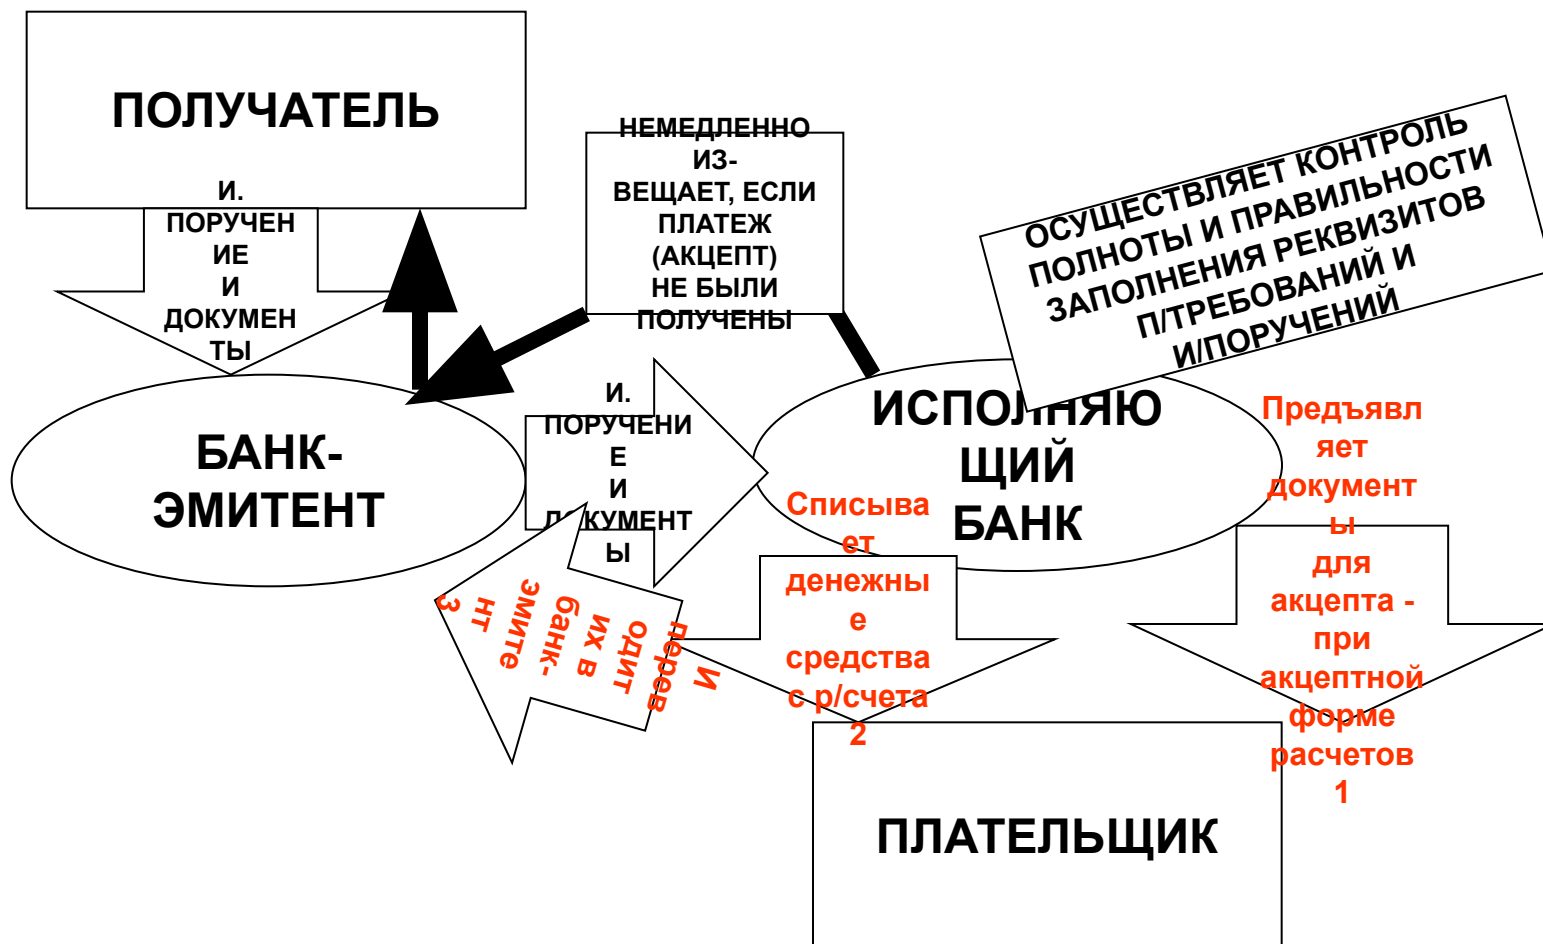 ПОЛУЧАТЕЛЬ
И.
ПОРУЧЕН
ИЕ
И
ДОКУМЕН
ТЫ
НЕМЕДЛЕННО
ИЗ-
ВЕЩАЕТ, ЕСЛИ
ПЛАТЕЖ
(АКЦЕПТ)
НЕ БЫЛИ
ПОЛУЧЕНЫ
ОСУЩЕСТВЛЯЕТ КОНТРОЛЬ
ПОЛНОТЫ И ПРАВИЛЬНОСТИ
ЗАПОЛНЕНИЯ РЕКВИЗИТОВ
П/ТРЕБОВАНИЙ И
И/ПОРУЧЕНИЙ
БАНК-
ЭМИТЕНТ
И.
ПОРУЧЕНИ
Е
И
ДОКУМЕНТ
Ы
ИСПОЛНЯЮ
ЩИЙ
БАНК
Предъявл
яет
документ
ы
для
акцепта -
при
акцептной
форме
расчетов
1
Списыва
ет
денежны
е
средства
с р/счета
2
И
перев
одит
их в
банк-
эмите
нт
3
ПЛАТЕЛЬЩИК